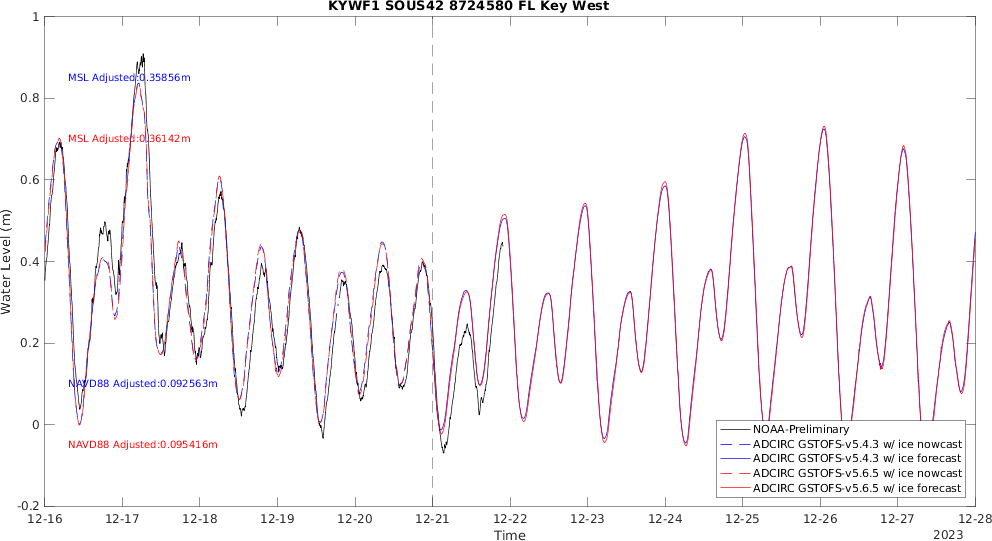 KYWF1 SOUS42 8724580 FL Key West
1
0.8
0.6
0.4
0.2
0
-0.2
Water Level (m)
MSL Adjusted:0.35856m
MSL Adjusted:0.36142m
NAVD88 Adjusted:0.092563m
NAVD88 Adjusted:0.095416m
NOAA-Preliminary
ADCIRC GSTOFS-v5.4.3 w/ ice nowcast
ADCIRC GSTOFS-v5.4.3 w/ ice forecast
ADCIRC GSTOFS-v5.6.5 w/ ice nowcast
ADCIRC GSTOFS-v5.6.5 w/ ice forecast
12-16 12-17 12-18 12-19 12-20 12-21 12-22 12-23 12-24 12-25 12-26 12-27 12-28
Time
2023